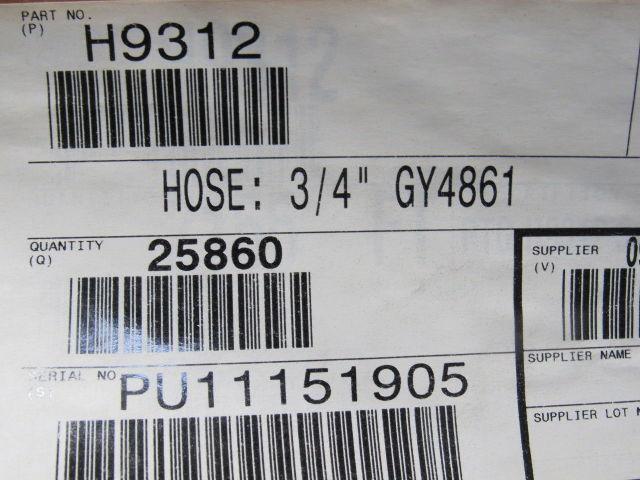 PART NO.
(P)
H9312
HOSE: 3/4" GY4861
QUANTITY
(Q)
25860
SUPPLIER
(V)
SERIAL NO
(S)
PU11151905
SUPPLIER NAME
SUPPLIER LOT